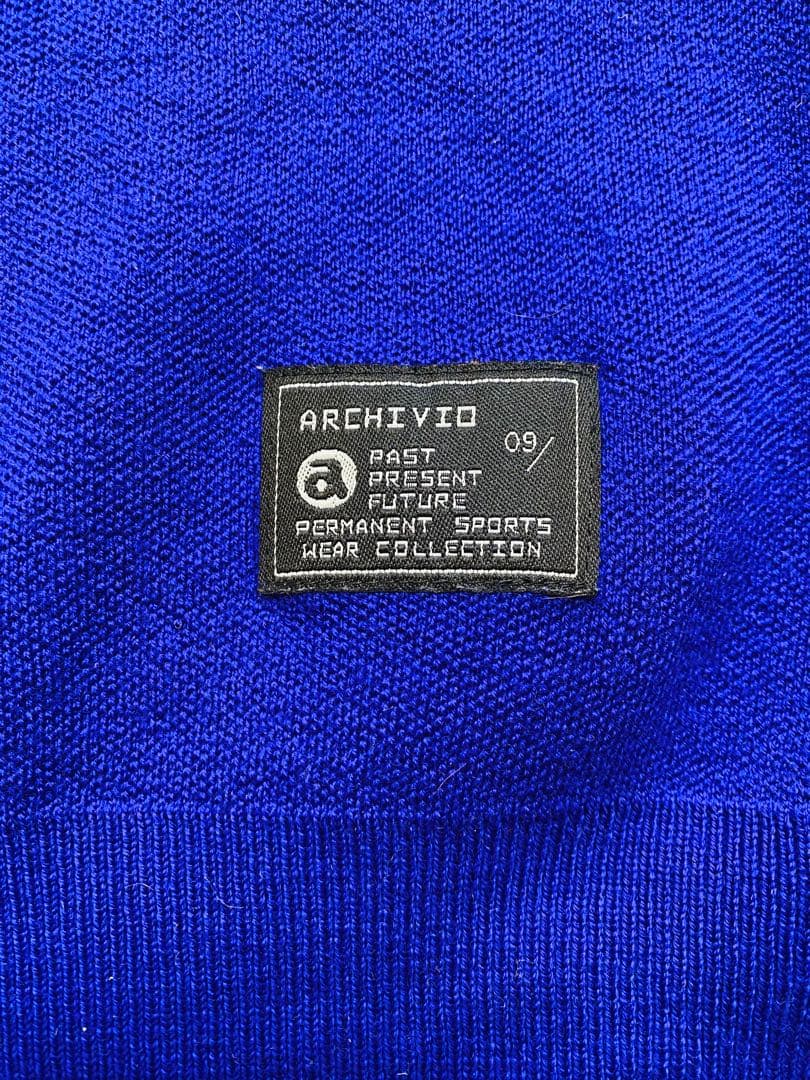 ARCHIVIO
09/
a PAST
PRESENT
FUTURE
PERMANENT SPORTS
WEAR COLLECTION